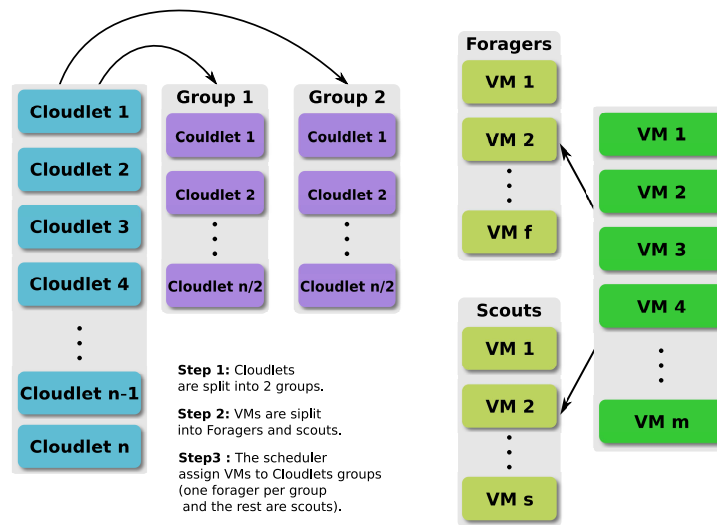 Cloudlet 1
Cloudlet 2
Cloudlet 3
Cloudlet 4
Cloudlet n-1
Cloudlet n
Group 1
Couldlet 1
Cloudlet 2
Cloudlet n/2
Group 2
Couldlet 1
Cloudlet 2
Cloudlet n/2
Step 1: Cloudlets
are split into 2 groups.
Step 2: VMs are siplit
into Foragers and scouts.
Step3 : The scheduler
assign VMs to Cloudlets groups
(one forager per group
and the rest are scouts).
Foragers
VM 1
VM 2
VM f
Scouts
VM 1
VM 2
VM s
VM 1
VM 2
VM 3
VM 4
VM m